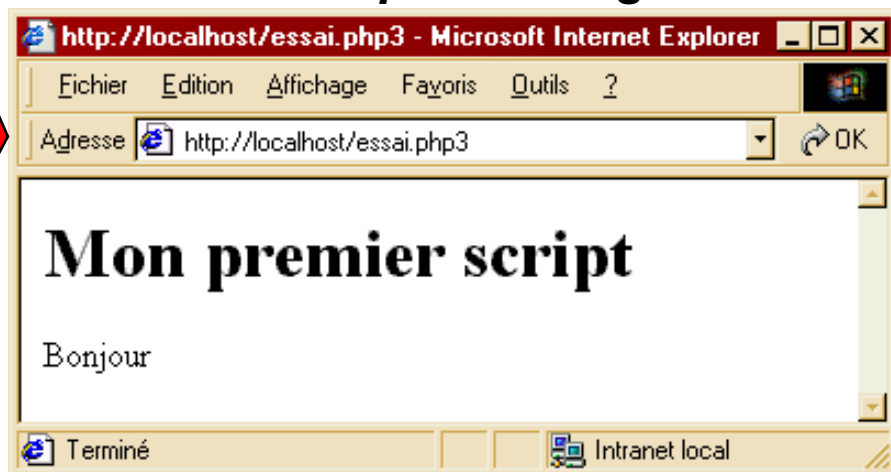 http://localhost/essai.php3 - Microsoft Internet Explorer
Fichier Edition Affichage Favoris Outils ?
Adresse http://localhost/essai.php3 OK
Mon premier script
Bonjour
Terminé Intranet local